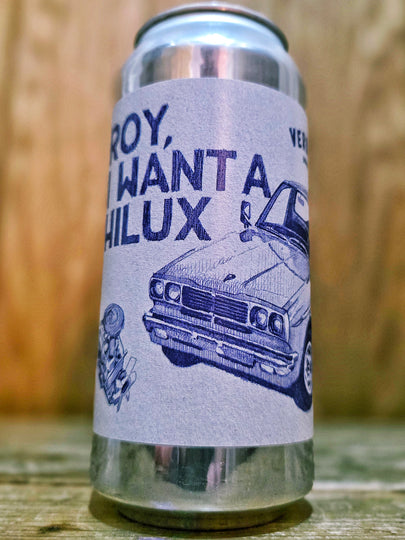 ROY,
I WANT A
HILUX
VER